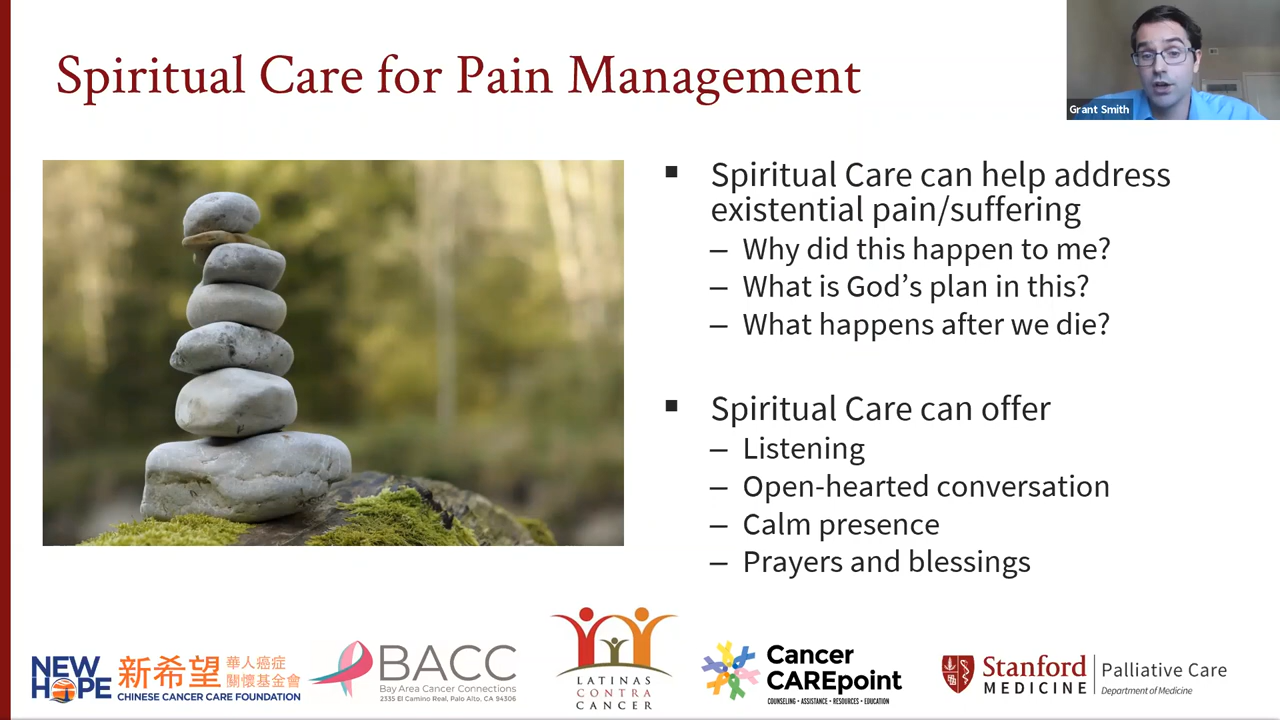 Spiritual Care for Pain Management
Grant Smith
▪ Spiritual Care can help address
existential pain/suffering
– Why did this happen to me?
– What is God’s plan in this?
– What happens after we die?
▪ Spiritual Care can offer
– Listening
– Open-hearted conversation
– Calm presence
– Prayers and blessings
NEW
HOPE
新希望
華人癌症
關懷基金會
CHINESE CANCER CARE FOUNDATION
BACC
Bay Area Cancer Connections
2335 El Camino Real, Palo Alto, CA 94306
LATINAS
CONTRA
CANCER
Cancer
CAREpoint
COUNSELING • ASSISTANCE • RESOURCES • EDUCATION
Stanford
MEDICINE
Palliative Care
Department of Medicine